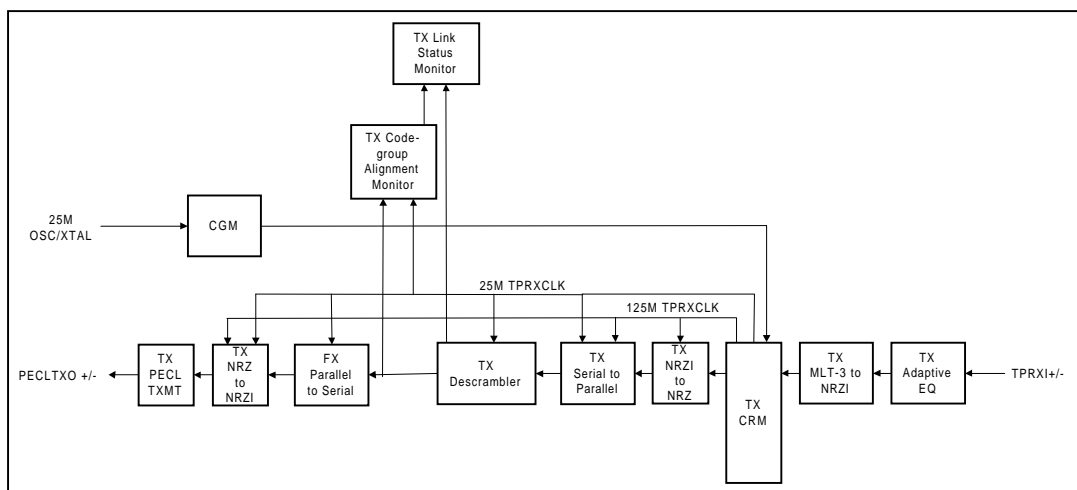 TX Link
Status
Monitor
TX Code-
group
Alignment
Monitor
25M
OSC/XTAL
CGM
25M TPRXCLK
125M TPRXCLK
PECLTXO +/-
TX
PECL
TXMT
TX
NRZ
to
NRZI
FX
Parallel
to Serial
TX
Descrambler
TX
Serial to
Parallel
TX
NRZI
to
NRZ
TX
CRM
TX
MLT-3 to
NRZI
TX
Adaptive
EQ
TPRXI+/-